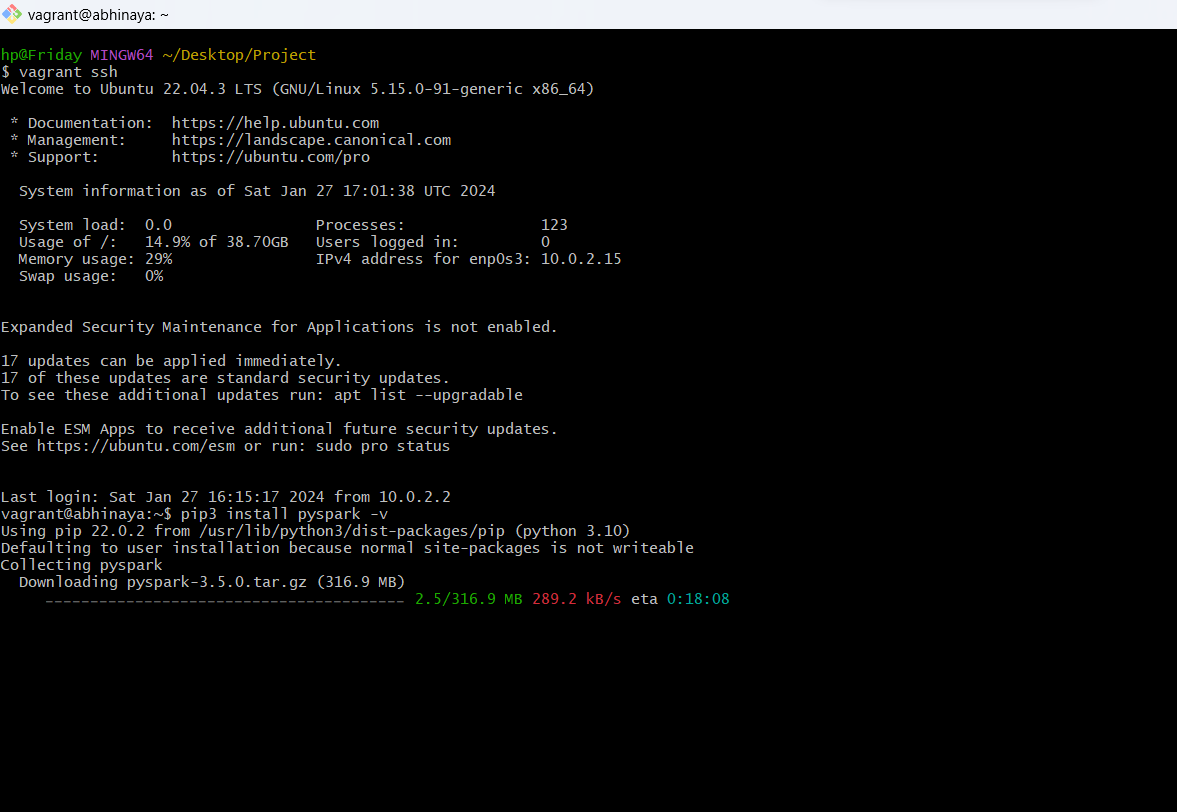 vagrant@abhinaya: ~
hp@Friday MINGW64 ~/Desktop/Project
$ vagrant ssh
Welcome to Ubuntu 22.04.3 LTS (GNU/Linux 5.15.0-91-generic x86_64)
* Documentation:  https://help.ubuntu.com
* Management:     https://landscape.canonical.com
* Support:        https://ubuntu.com/pro
System information as of Sat Jan 27 17:01:38 UTC 2024
System load:  0.0                Processes:               123
Usage of /:   14.9% of 38.70GB   Users logged in:         0
Memory usage: 29%                IPv4 address for enp0s3: 10.0.2.15
Swap usage:   0%
Expanded Security Maintenance for Applications is not enabled.
17 updates can be applied immediately.
17 of these updates are standard security updates.
To see these additional updates run: apt list --upgradable
Enable ESM Apps to receive additional future security updates.
See https://ubuntu.com/esm or run: sudo pro status
Last login: Sat Jan 27 16:15:17 2024 from 10.0.2.2
vagrant@abhinaya:~$ pip3 install pyspark -v
Using pip 22.0.2 from /usr/lib/python3/dist-packages/pip (python 3.10)
Defaulting to user installation because normal site-packages is not writeable
Collecting pyspark
Downloading pyspark-3.5.0.tar.gz (316.9 MB)
---------------------------------------- 2.5/316.9 MB 289.2 kB/s eta 0:18:08